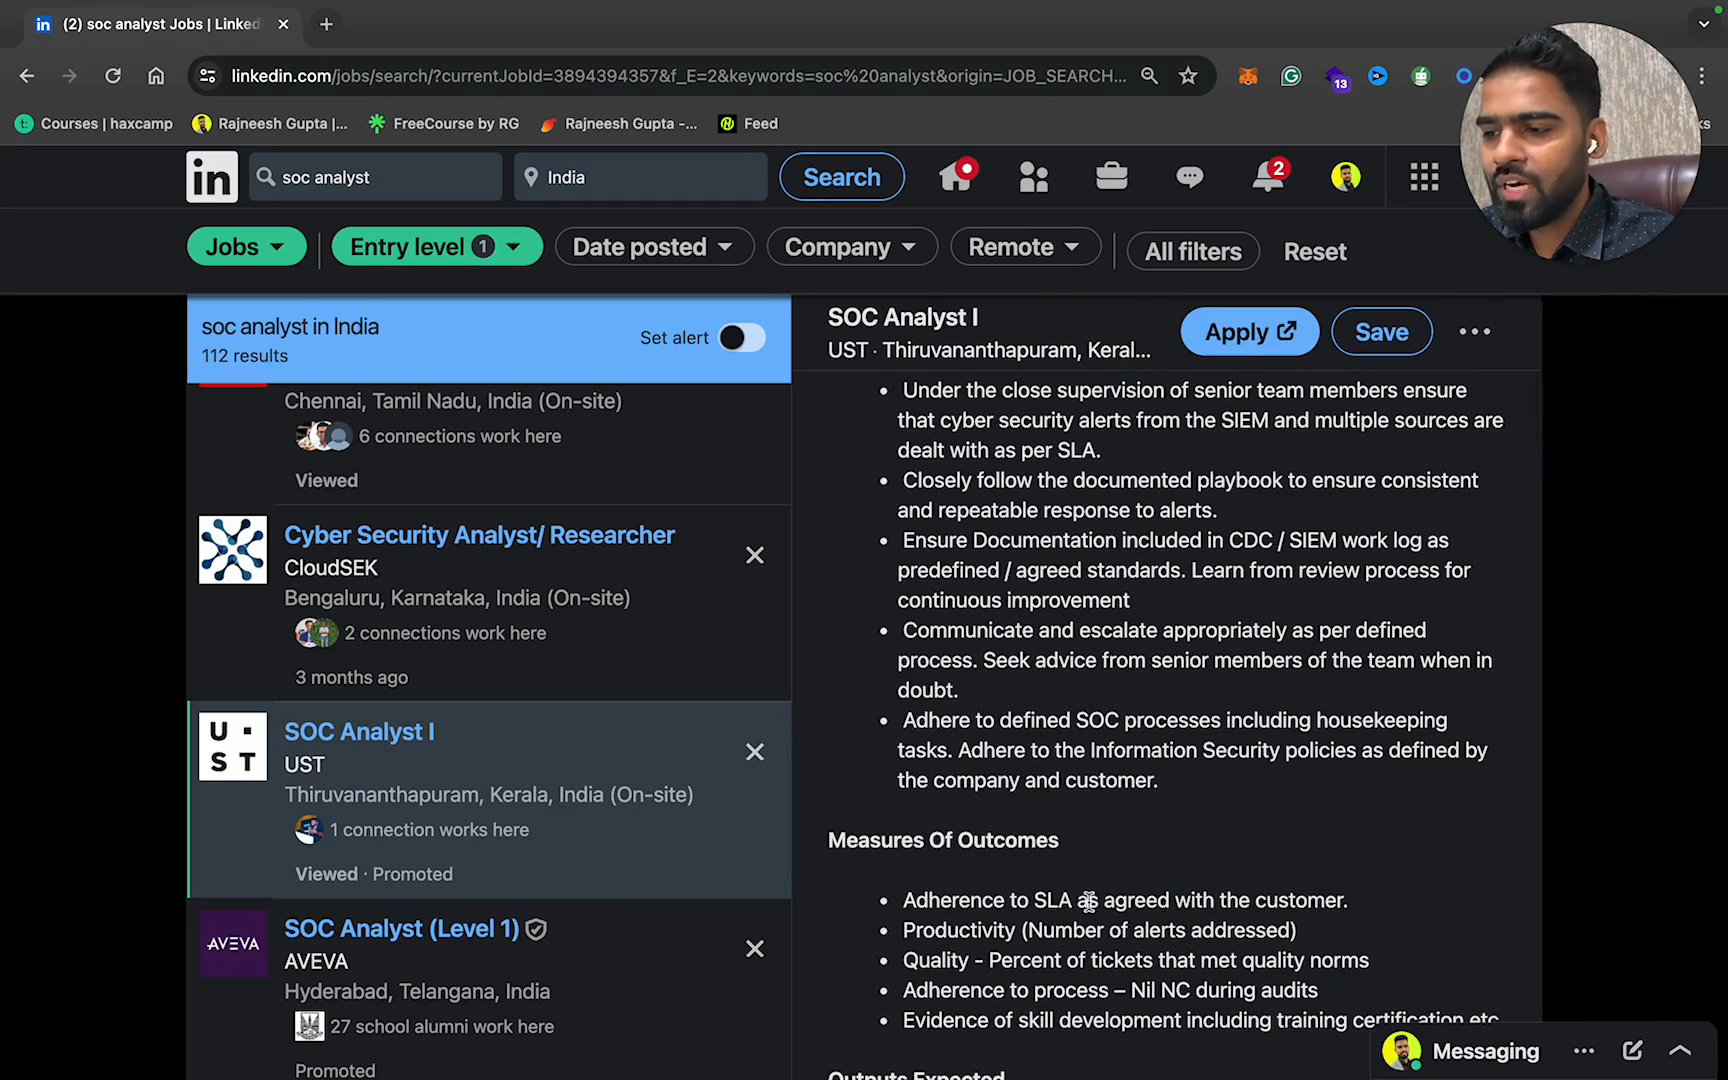 in (2) soc analyst Jobs | Linked
linkedin.com/jobs/search/?currentJobId=3894394357&f_E=2&keywords=soc%20analyst&origin=JOB_SEARCH...
13
Courses | haxcamp
Rajneesh Gupta |...
FreeCourse by RG
Rajneesh Gupta -...
Feed
in
soc analyst
India
Search
2
Jobs
Entry level 1
Date posted
Company
Remote
All filters
Reset
soc analyst in India
112 results
Set alert
Chennai, Tamil Nadu, India (On-site)
6 connections work here
Viewed
Cyber Security Analyst/ Researcher
CloudSEK
Bengaluru, Karnataka, India (On-site)
2 connections work here
3 months ago
U ST
SOC Analyst I
UST
Thiruvananthapuram, Kerala, India (On-site)
1 connection works here
Viewed · Promoted
AVEVA
SOC Analyst (Level 1)
AVEVA
Hyderabad, Telangana, India
27 school alumni work here
Promoted
SOC Analyst I
UST · Thiruvananthapuram, Keral...
Apply
Save
• Under the close supervision of senior team members ensure
that cyber security alerts from the SIEM and multiple sources are
dealt with as per SLA.
• Closely follow the documented playbook to ensure consistent
and repeatable response to alerts.
• Ensure Documentation included in CDC / SIEM work log as
predefined / agreed standards. Learn from review process for
continuous improvement
• Communicate and escalate appropriately as per defined
process. Seek advice from senior members of the team when in
doubt.
• Adhere to defined SOC processes including housekeeping
tasks. Adhere to the Information Security policies as defined by
the company and customer.
Measures Of Outcomes
• Adherence to SLA as agreed with the customer.
• Productivity (Number of alerts addressed)
• Quality - Percent of tickets that met quality norms
• Adherence to process – Nil NC during audits
• Evidence of skill development including training certification etc
Outputs Expected
Messaging